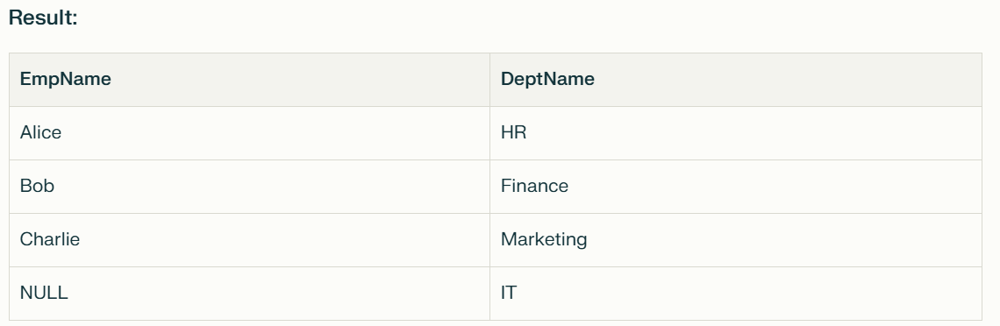 Result:
EmpName DeptName
Alice HR
Bob Finance
Charlie Marketing
NULL IT